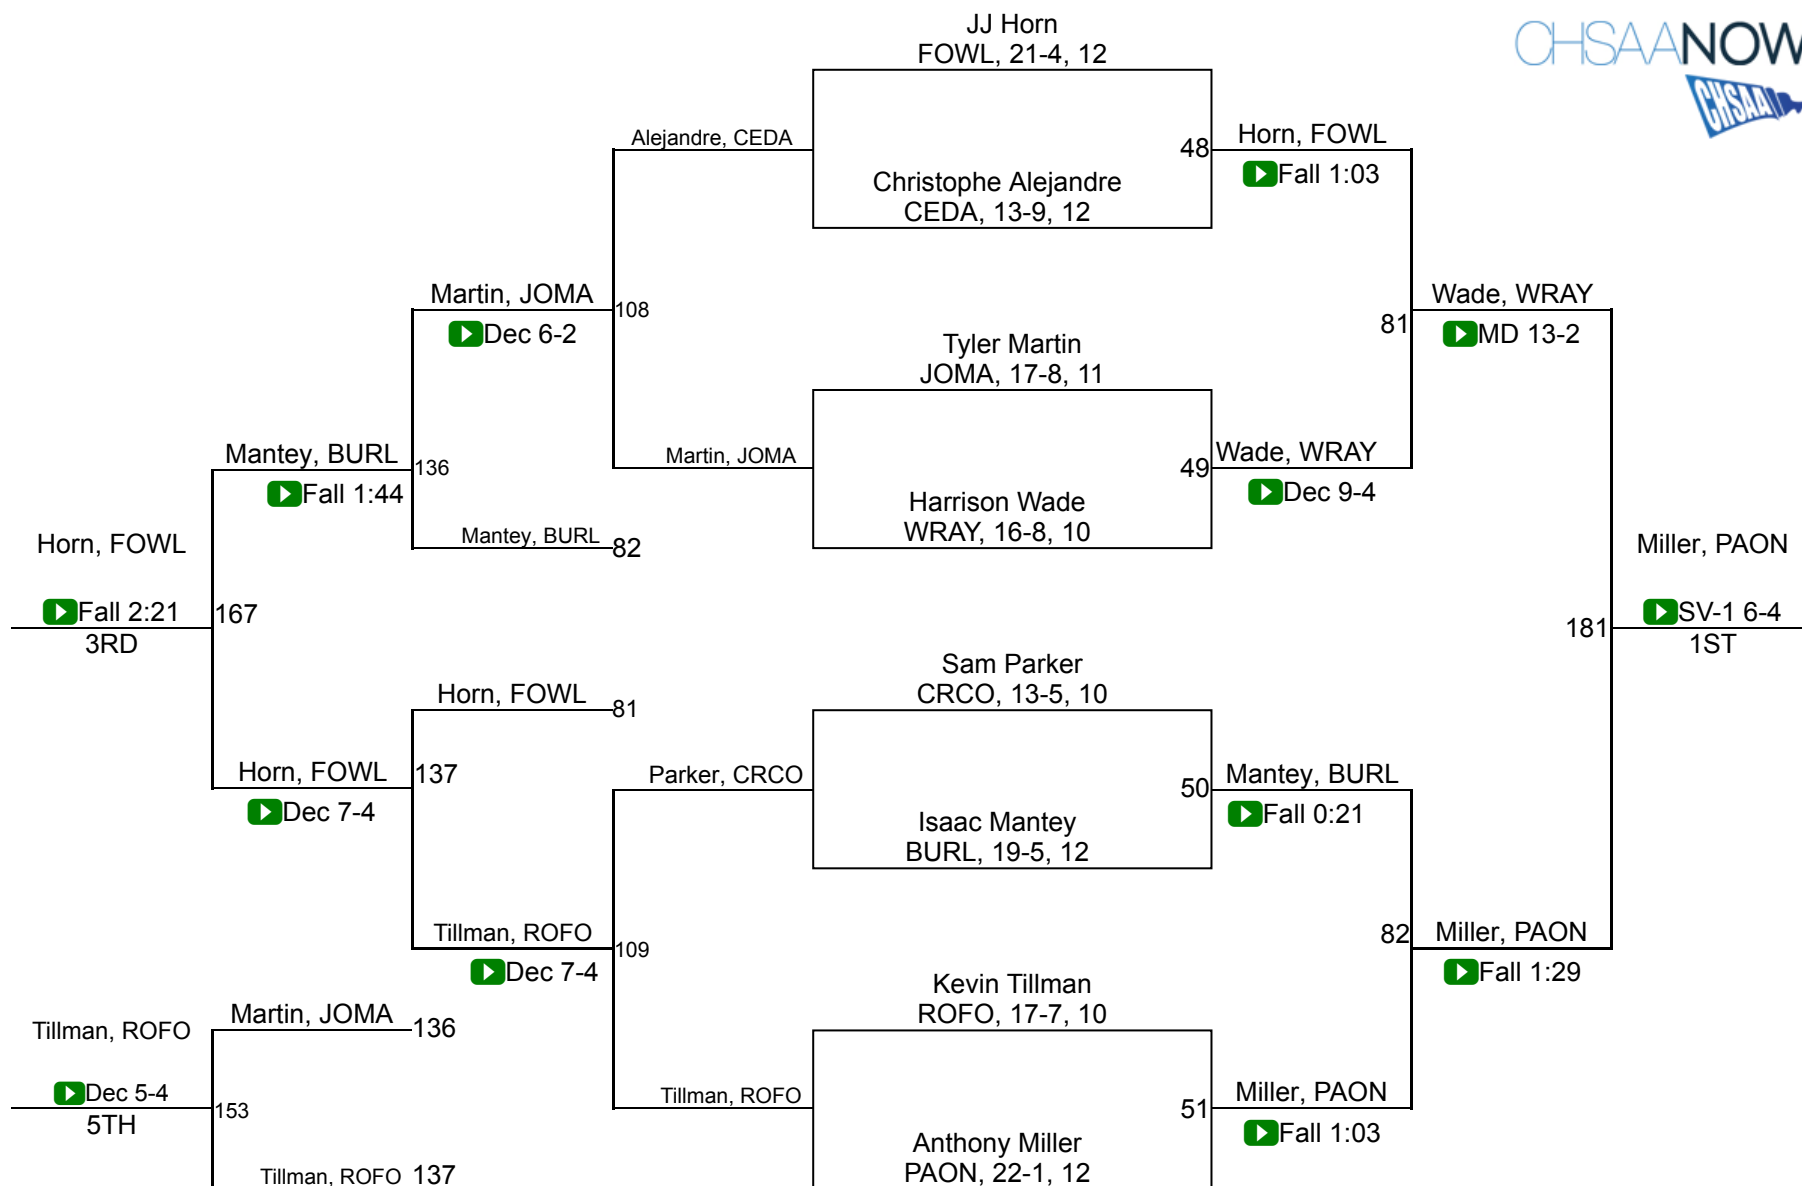 JJ Horn
FOWL, 21-4, 12
CHSAANOW
CHSAA
Alejandre, CEDA
48
Horn, FOWL
Fall 1:03
Christophe Alejandre
CEDA, 13-9, 12
Martin, JOMA
108
Dec 6-2
Wade, WRAY
81
MD 13-2
Tyler Martin
JOMA, 17-8, 11
Mantey, BURL
136
Fall 1:44
Martin, JOMA
49
Wade, WRAY
Dec 9-4
Harrison Wade
WRAY, 16-8, 10
Mantey, BURL
82
Horn, FOWL
Fall 2:21
167
3RD
Miller, PAON
181
SV-1 6-4
1ST
Sam Parker
CRCO, 13-5, 10
Horn, FOWL
81
Horn, FOWL
137
Dec 7-4
Parker, CRCO
50
Mantey, BURL
Fall 0:21
Isaac Mantey
BURL, 19-5, 12
Tillman, ROFO
109
Dec 7-4
82
Miller, PAON
Fall 1:29
Kevin Tillman
ROFO, 17-7, 10
Martin, JOMA
136
Tillman, ROFO
Dec 5-4
153
5TH
Tillman, ROFO
51
Miller, PAON
Fall 1:03
Anthony Miller
PAON, 22-1, 12
Tillman, ROFO
137